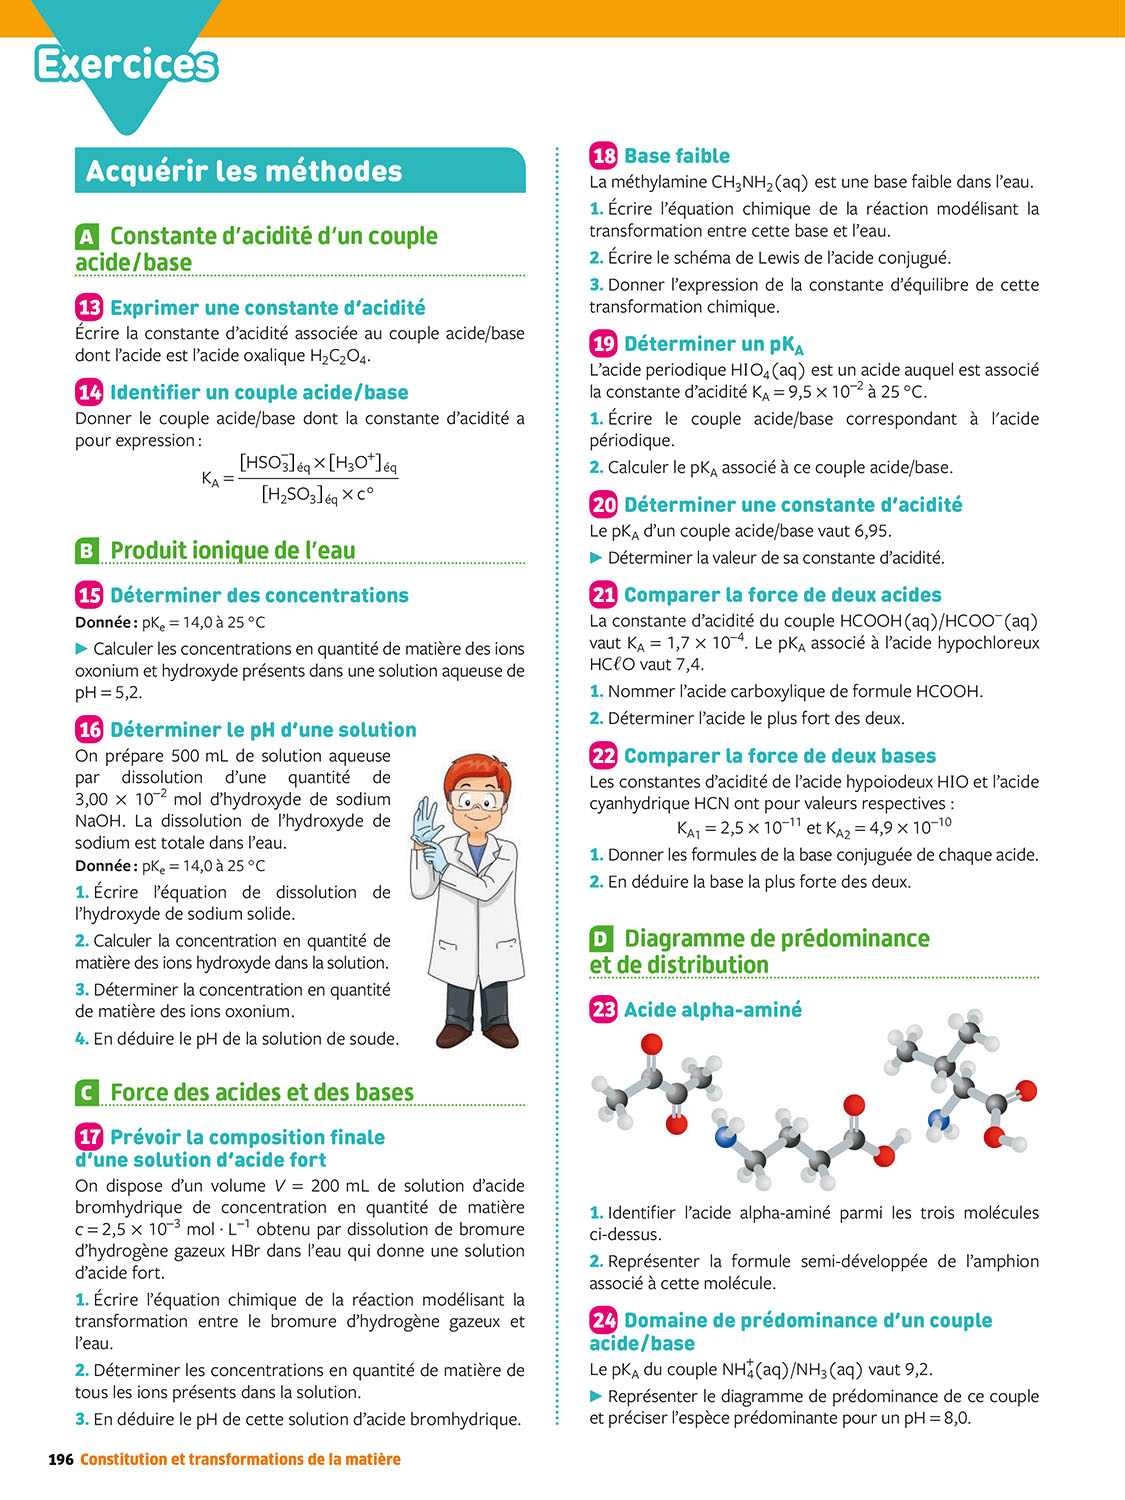 Exercices
Acquérir les méthodes
A Constante d'acidité d'un couple
acide/base
13 Exprimer une constante d'acidité
Écrire la constante d'acidité associée au couple acide/base
dont l'acide est l'acide oxalique H₂C₂O₄.
14 Identifier un couple acide/base
Donner le couple acide/base dont la constante d'acidité a
pour expression :
K_A = [HSO₃⁻]éq × [H₃O⁺]éq
[H₂SO₃]éq × c°
B Produit ionique de l'eau
15 Déterminer des concentrations
Donnée : pKₑ = 14,0 à 25 °C
► Calculer les concentrations en quantité de matière des ions
oxonium et hydroxyde présents dans une solution aqueuse de
pH = 5,2.
16 Déterminer le pH d'une solution
On prépare 500 mL de solution aqueuse
par dissolution d'une quantité de
3,00 × 10⁻² mol d'hydroxyde de sodium
NaOH. La dissolution de l'hydroxyde de
sodium est totale dans l'eau.
Donnée : pKₑ = 14,0 à 25 °C
1. Écrire l'équation de dissolution de
l'hydroxyde de sodium solide.
2. Calculer la concentration en quantité de
matière des ions hydroxyde dans la solution.
3. Déterminer la concentration en quantité
de matière des ions oxonium.
4. En déduire le pH de la solution de soude.
C Force des acides et des bases
17 Prévoir la composition finale
d'une solution d'acide fort
On dispose d'un volume V = 200 mL de solution d'acide
bromhydrique de concentration en quantité de matière
c = 2,5 × 10⁻³ mol · L⁻¹ obtenu par dissolution de bromure
d'hydrogène gazeux HBr dans l'eau qui donne une solution
d'acide fort.
1. Écrire l'équation chimique de la réaction modélisant la
transformation entre le bromure d'hydrogène gazeux et
l'eau.
2. Déterminer les concentrations en quantité de matière de
tous les ions présents dans la solution.
3. En déduire le pH de cette solution d'acide bromhydrique.
18 Base faible
La méthylamine CH₃NH₂(aq) est une base faible dans l'eau.
1. Écrire l'équation chimique de la réaction modélisant la
transformation entre cette base et l'eau.
2. Écrire le schéma de Lewis de l'acide conjugué.
3. Donner l'expression de la constante d'équilibre de cette
transformation chimique.
19 Déterminer un pK_A
L'acide periodique HIO₄(aq) est un acide auquel est associé
la constante d'acidité K_A = 9,5 × 10⁻² à 25 °C.
1. Écrire le couple acide/base correspondant à l'acide
périodique.
2. Calculer le pK_A associé à ce couple acide/base.
20 Déterminer une constante d'acidité
Le pK_A d'un couple acide/base vaut 6,95.
► Déterminer la valeur de sa constante d'acidité.
21 Comparer la force de deux acides
La constante d'acidité du couple HCOOH(aq)/HCOO⁻(aq)
vaut K_A = 1,7 × 10⁻⁴. Le pK_A associé à l'acide hypochloreux
HCℓO vaut 7,4.
1. Nommer l'acide carboxylique de formule HCOOH.
2. Déterminer l'acide le plus fort des deux.
22 Comparer la force de deux bases
Les constantes d'acidité de l'acide hypoiodeux HIO et l'acide
cyanhydrique HCN ont pour valeurs respectives :
K_A1 = 2,5 × 10⁻¹¹ et K_A2 = 4,9 × 10⁻¹⁰
1. Donner les formules de la base conjuguée de chaque acide.
2. En déduire la base la plus forte des deux.
D Diagramme de prédominance
et de distribution
23 Acide alpha-aminé
1. Identifier l'acide alpha-aminé parmi les trois molécules
ci-dessus.
2. Représenter la formule semi-développée de l'amphion
associé à cette molécule.
24 Domaine de prédominance d'un couple
acide/base
Le pK_A du couple NH₄⁺(aq)/NH₃(aq) vaut 9,2.
► Représenter le diagramme de prédominance de ce couple
et préciser l'espèce prédominante pour un pH = 8,0.
196 Constitution et transformations de la matière